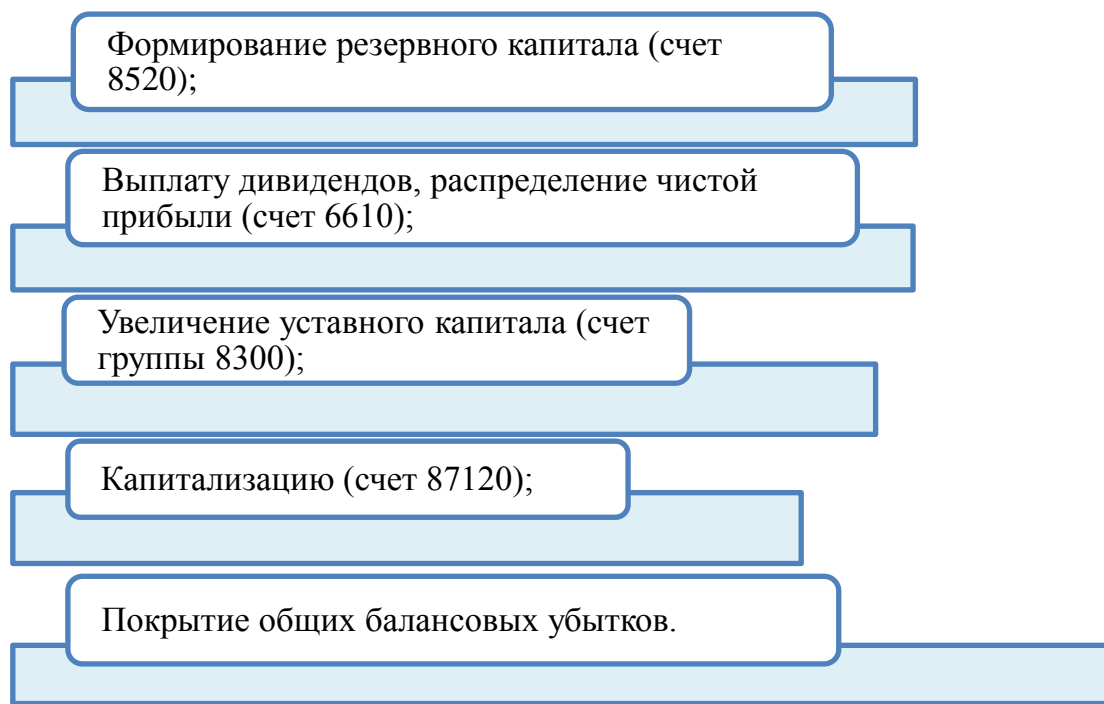 Формирование резервного капитала (счет
8520);
Выплату дивидендов, распределение чистой
прибыли (счет 6610);
Увеличение уставного капитала (счет
группы 8300);
Капитализацию (счет 87120);
Покрытие общих балансовых убытков.